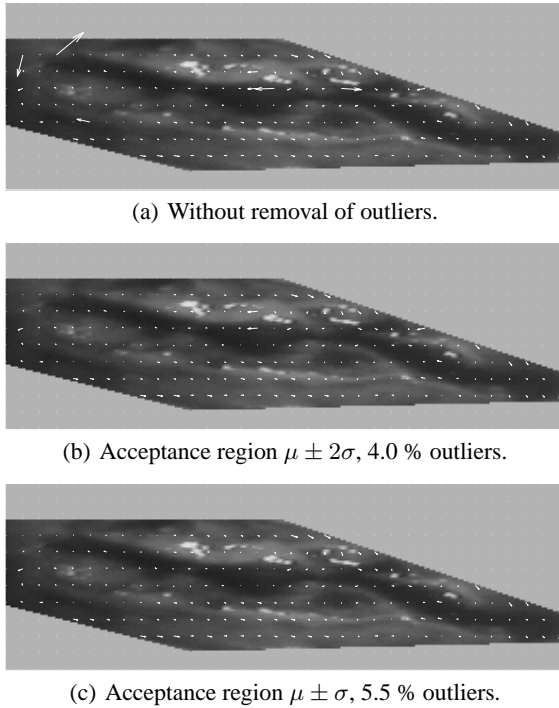 (a) Without removal of outliers.
(b) Acceptance region μ ± 2σ, 4.0 % outliers.
(c) Acceptance region μ ± σ, 5.5 % outliers.